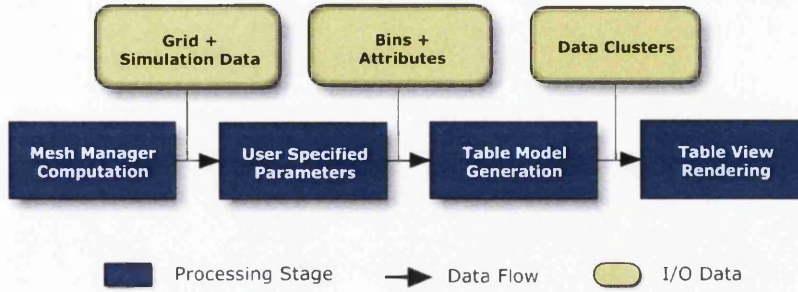 Grid +
Simulation Data
Bins +
Attributes
Data Clusters
Mesh Manager
Computation
User Specified
Parameters
Table Model
Generation
Table View
Rendering
Processing Stage
Data Flow
I/O Data